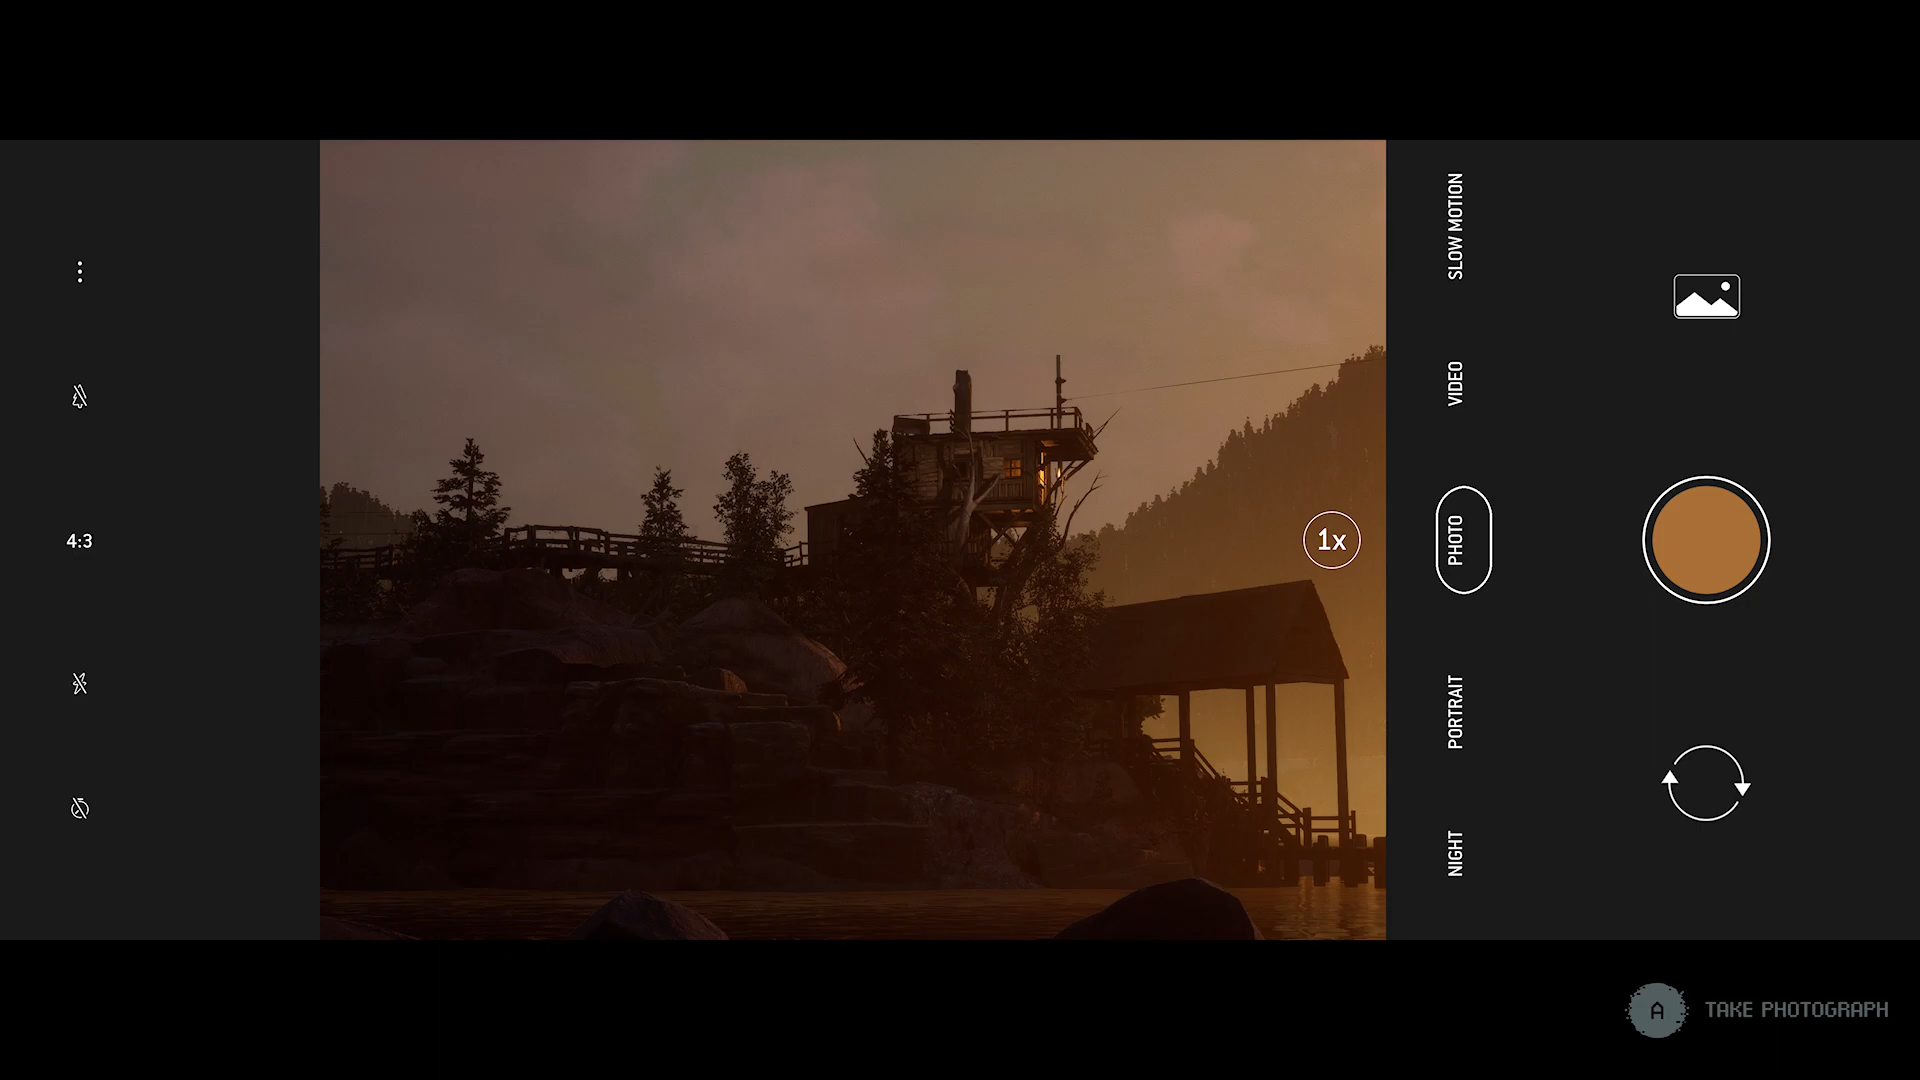 4:3
1x
SLOW MOTION
VIDEO
PHOTO
PORTRAIT
NIGHT
A TAKE PHOTOGRAPH